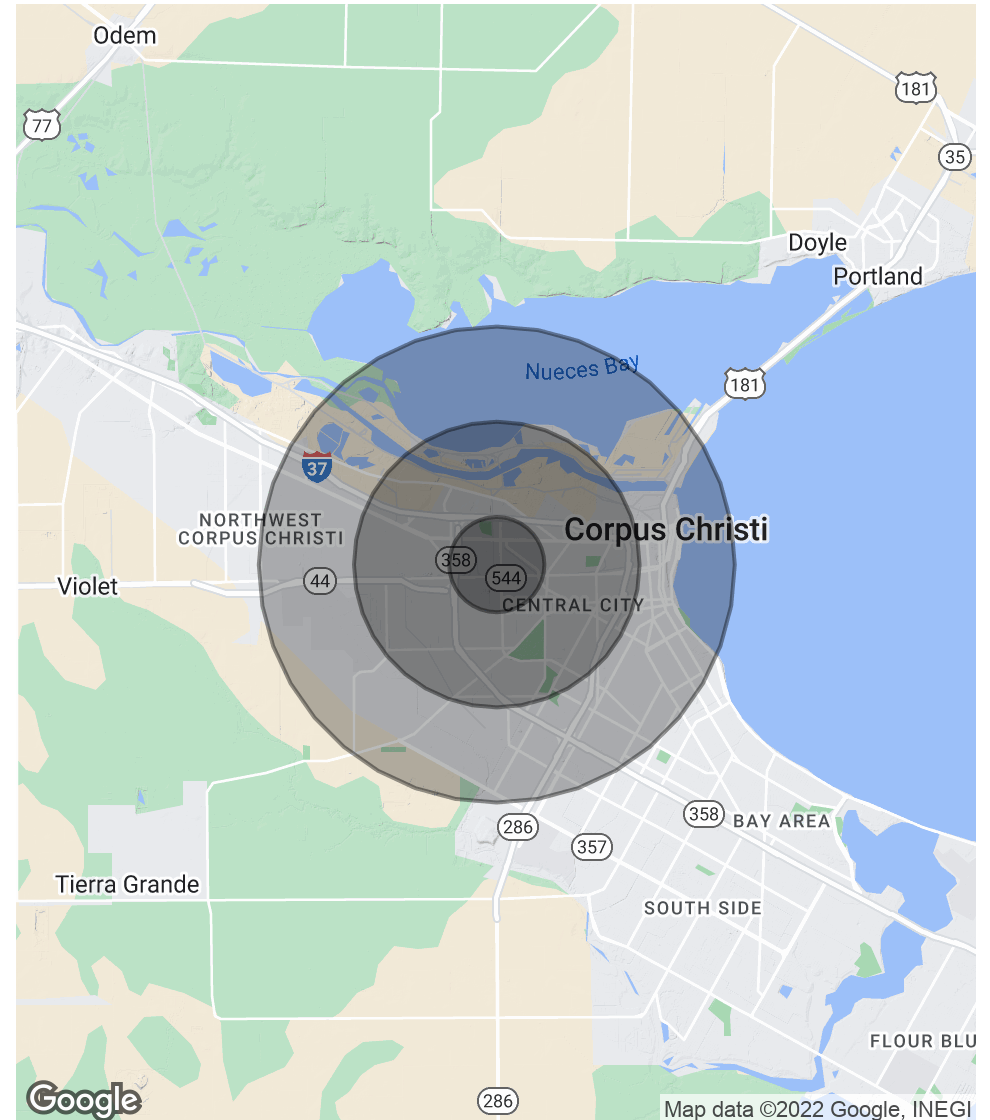 Odem
181
77
35
Doyle
Portland
Nueces Bay
181
37
NORTHWEST
CORPUS CHRISTI
Corpus Christi
358
544
44
Violet
CENTRAL CITY
358
BAY AREA
286
357
Tierra Grande
SOUTH SIDE
FLOUR BLU
286
Google
Map data ©2022 Google, INEGI